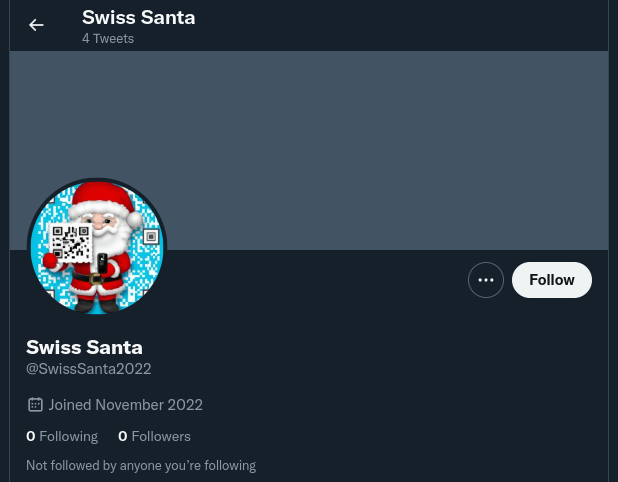 Swiss Santa
4 Tweets
Follow
Swiss Santa
@SwissSanta2022
Joined November 2022
0 Following 0 Followers
Not followed by anyone you're following